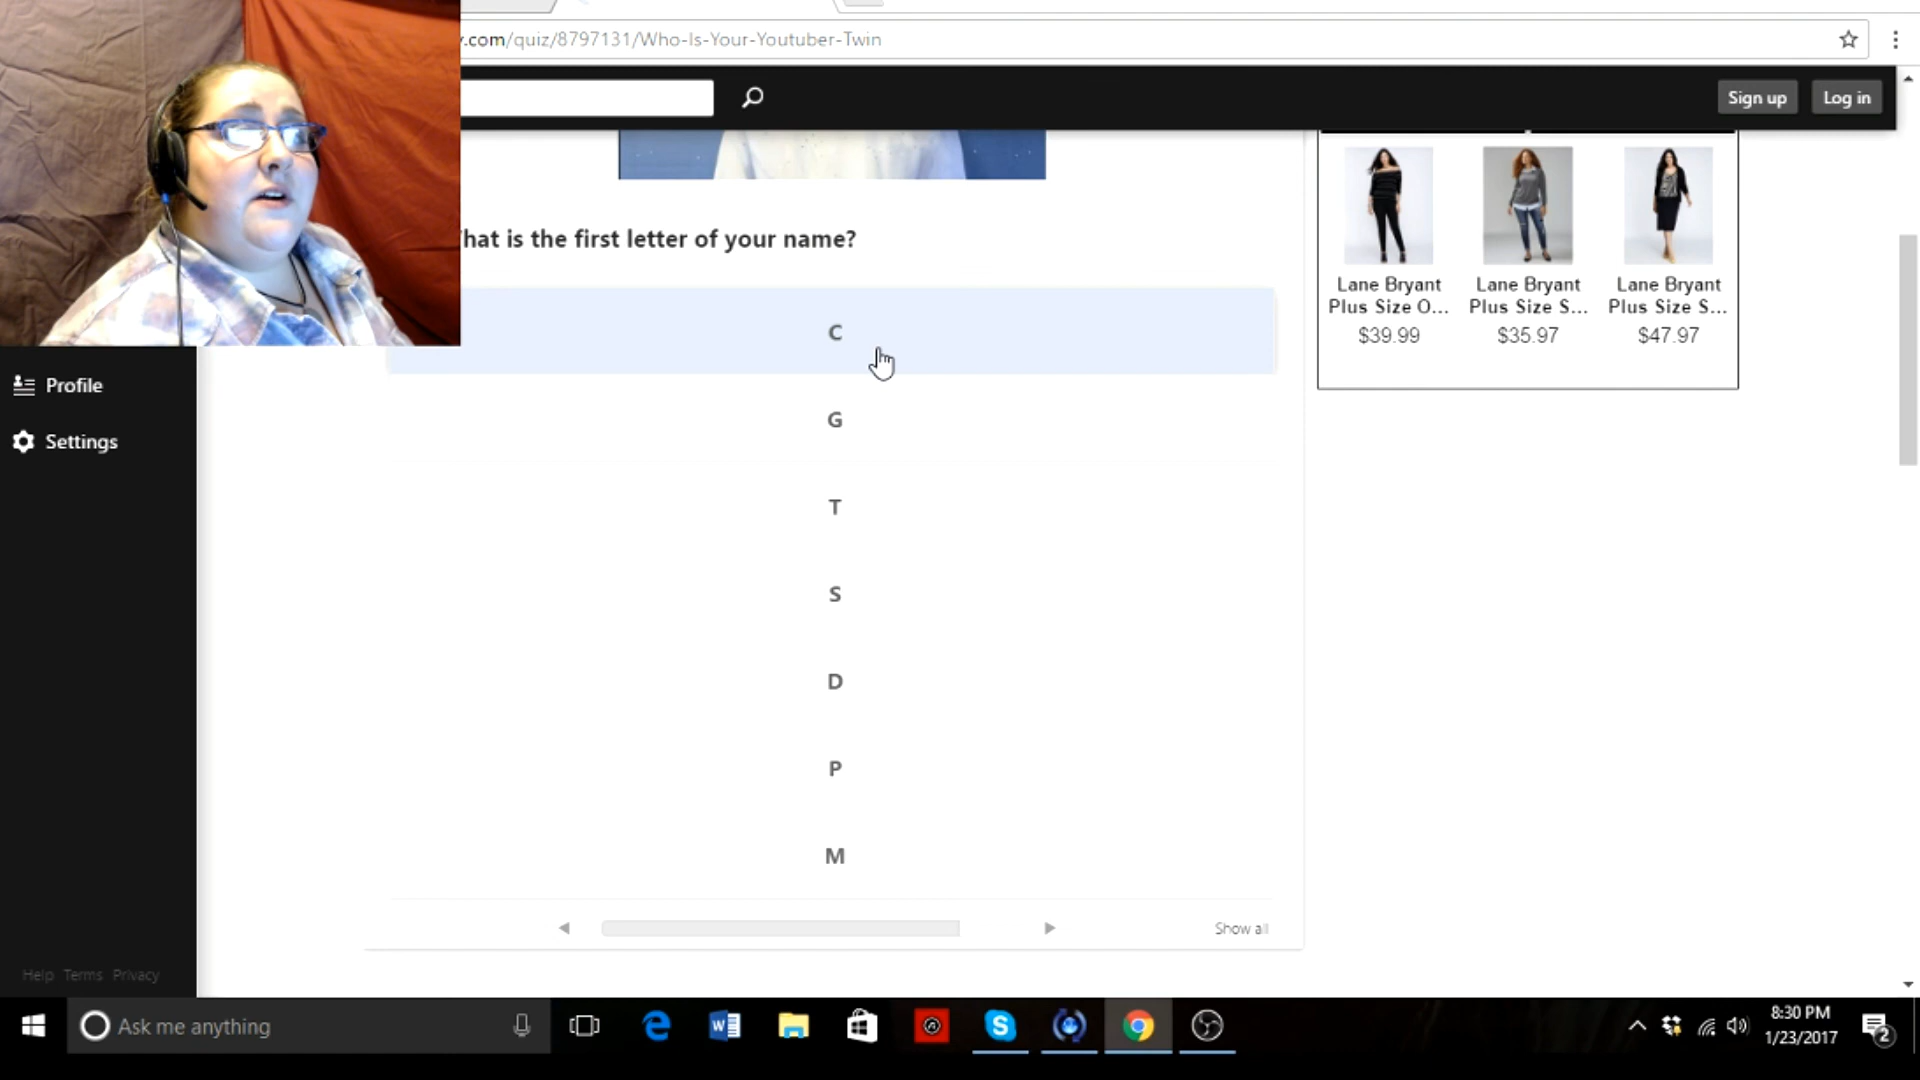 .com/quiz/8797131/Who-Is-Your-Youtuber-Twin
Sign up
Log in
hat is the first letter of your name?
C
G
T
S
D
P
M
Show all
Lane Bryant
Plus Size O...
$39.99
Lane Bryant
Plus Size S...
$35.97
Lane Bryant
Plus Size S...
$47.97
Profile
Settings
Help Terms Privacy
Ask me anything
8:30 PM
1/23/2017
2